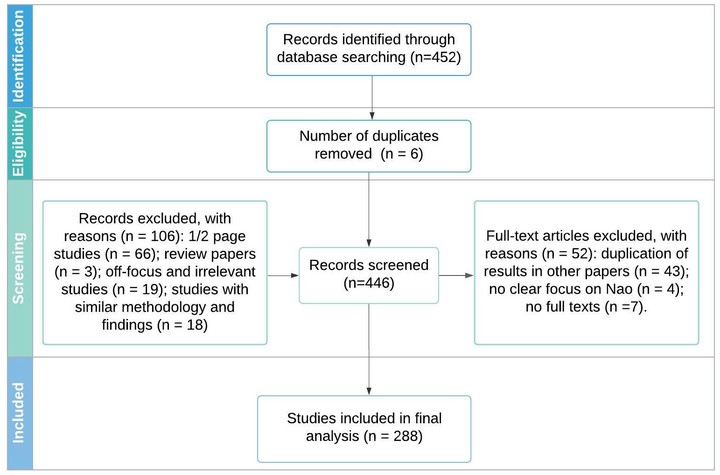 Identification
Records identified through
database searching (n=452)
Eligibility
Number of duplicates
removed (n = 6)
Screening
Records excluded, with
reasons (n = 106): 1/2 page
studies (n = 66); review papers
(n = 3); off-focus and irrelevant
studies (n = 19); studies with
similar methodology and
findings (n = 18)
Records screened
(n=446)
Full-text articles excluded, with
reasons (n = 52): duplication of
results in other papers (n = 43);
no clear focus on Nao (n = 4);
no full texts (n =7).
Included
Studies included in final
analysis (n = 288)